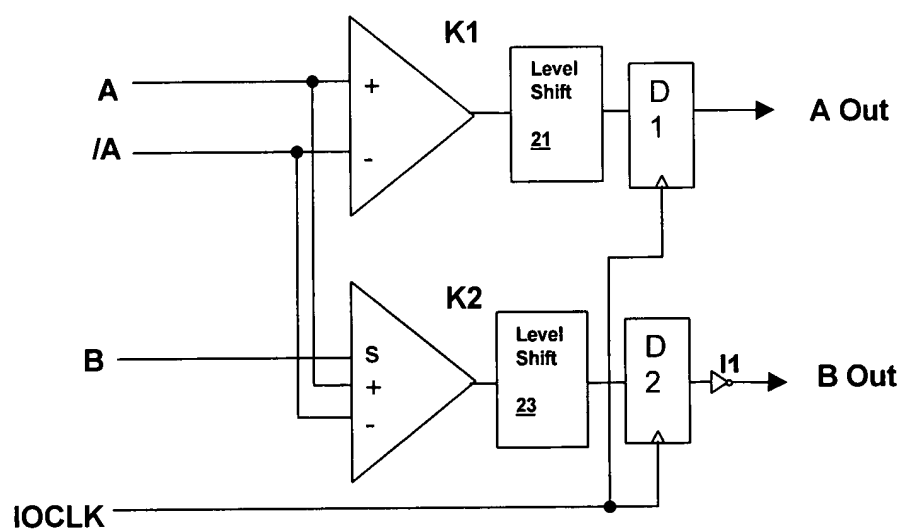 K1
A
+
Level
Shift
21
D
1
A Out
/A
-
K2
B
S
+
-
Level
Shift
23
D
2
I1
B Out
IOCLK